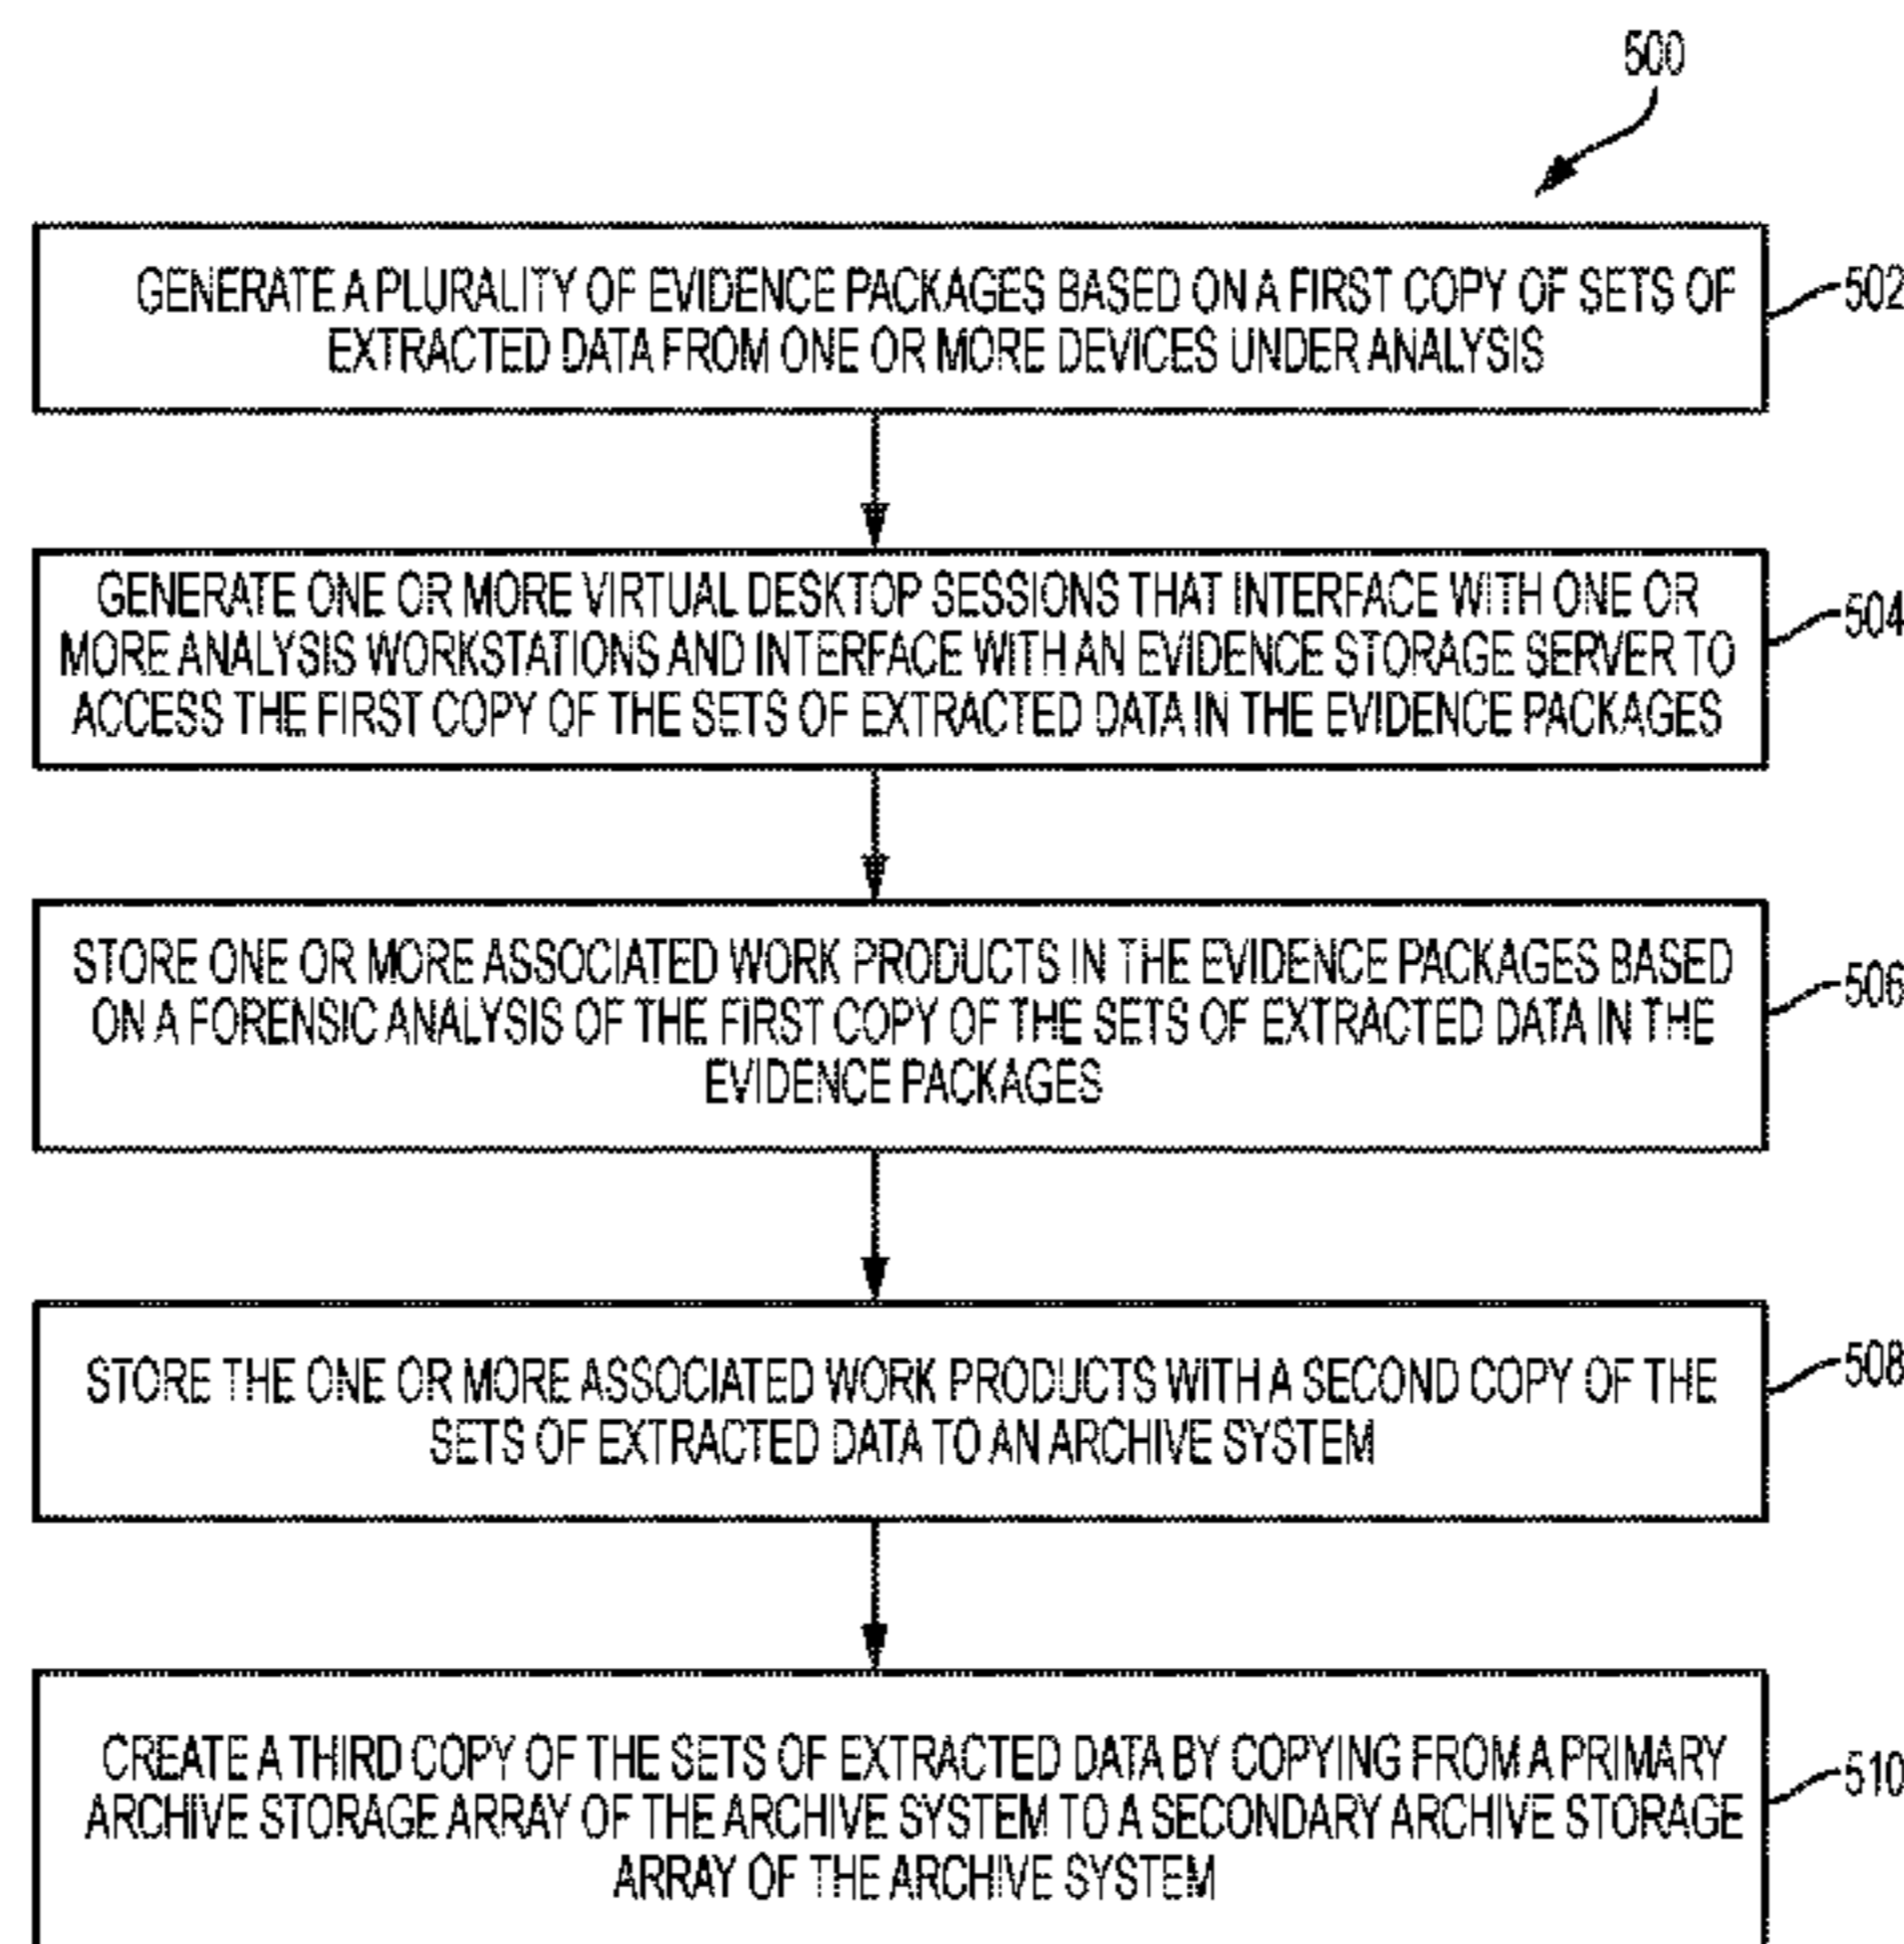 500
GENERATE A PLURALITY OF EVIDENCE PACKAGES BASED ON A FIRST COPY OF SETS OF
EXTRACTED DATA FROM ONE OR MORE DEVICES UNDER ANALYSIS
502
GENERATE ONE OR MORE VIRTUAL DESKTOP SESSIONS THAT INTERFACE WITH ONE OR
MORE ANALYSIS WORKSTATIONS AND INTERFACE WITH AN EVIDENCE STORAGE SERVER TO
ACCESS THE FIRST COPY OF THE SETS OF EXTRACTED DATA IN THE EVIDENCE PACKAGES
504
STORE ONE OR MORE ASSOCIATED WORK PRODUCTS IN THE EVIDENCE PACKAGES BASED
ON A FORENSIC ANALYSIS OF THE FIRST COPY OF THE SETS OF EXTRACTED DATA IN THE
EVIDENCE PACKAGES
506
STORE THE ONE OR MORE ASSOCIATED WORK PRODUCTS WITH A SECOND COPY OF THE
SETS OF EXTRACTED DATA TO AN ARCHIVE SYSTEM
508
CREATE A THIRD COPY OF THE SETS OF EXTRACTED DATA BY COPYING FROM A PRIMARY
ARCHIVE STORAGE ARRAY OF THE ARCHIVE SYSTEM TO A SECONDARY ARCHIVE STORAGE
ARRAY OF THE ARCHIVE SYSTEM
510